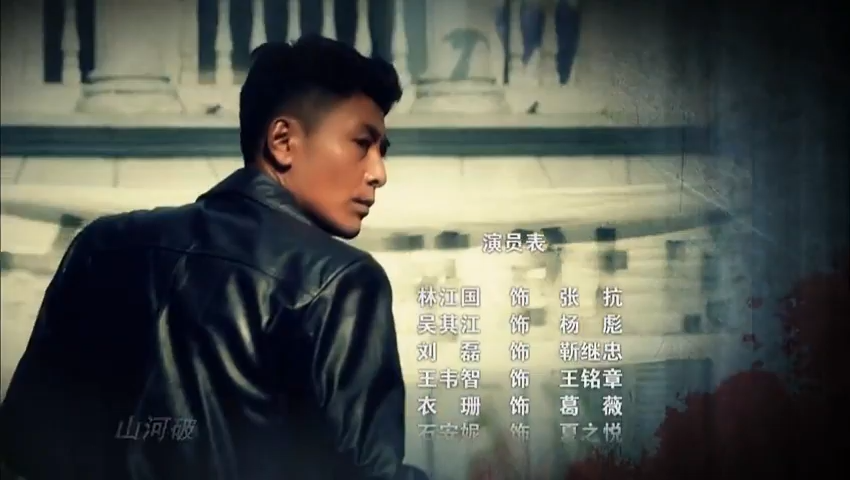 演员表
林江国 饰 张 抗
吴其江 饰 杨 彪
刘 磊 饰 靳继忠
王韦智 饰 王铭章
衣 珊 饰 葛 薇
石安妮 饰 夏之悦
山河破